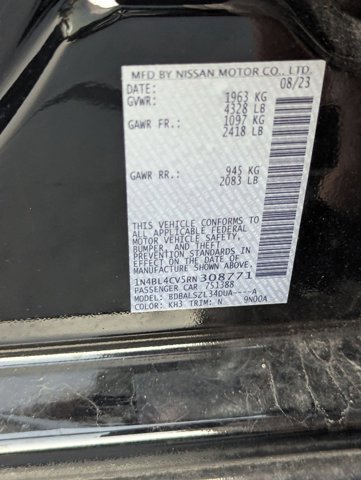 MFD BY NISSAN MOTOR CO., LTD.
DATE: 08/23
GVWR: 1963 KG
4328 LB
GAWR FR.: 1097 KG
2418 LB
GAWR RR.: 945 KG
2083 LB
THIS VEHICLE CONFORMS TO
ALL APPLICABLE FEDERAL
MOTOR VEHICLE SAFETY,
BUMPER, AND THEFT
PREVENTION STANDARDS IN
EFFECT ON THE DATE OF
MANUFACTURE SHOWN ABOVE.
1N4BL4CV5RN308771
PASSENGER CAR 751388
MODEL: BDBALSZL34DUA----A
COLOR: KH3 TRIM: N 9N00A